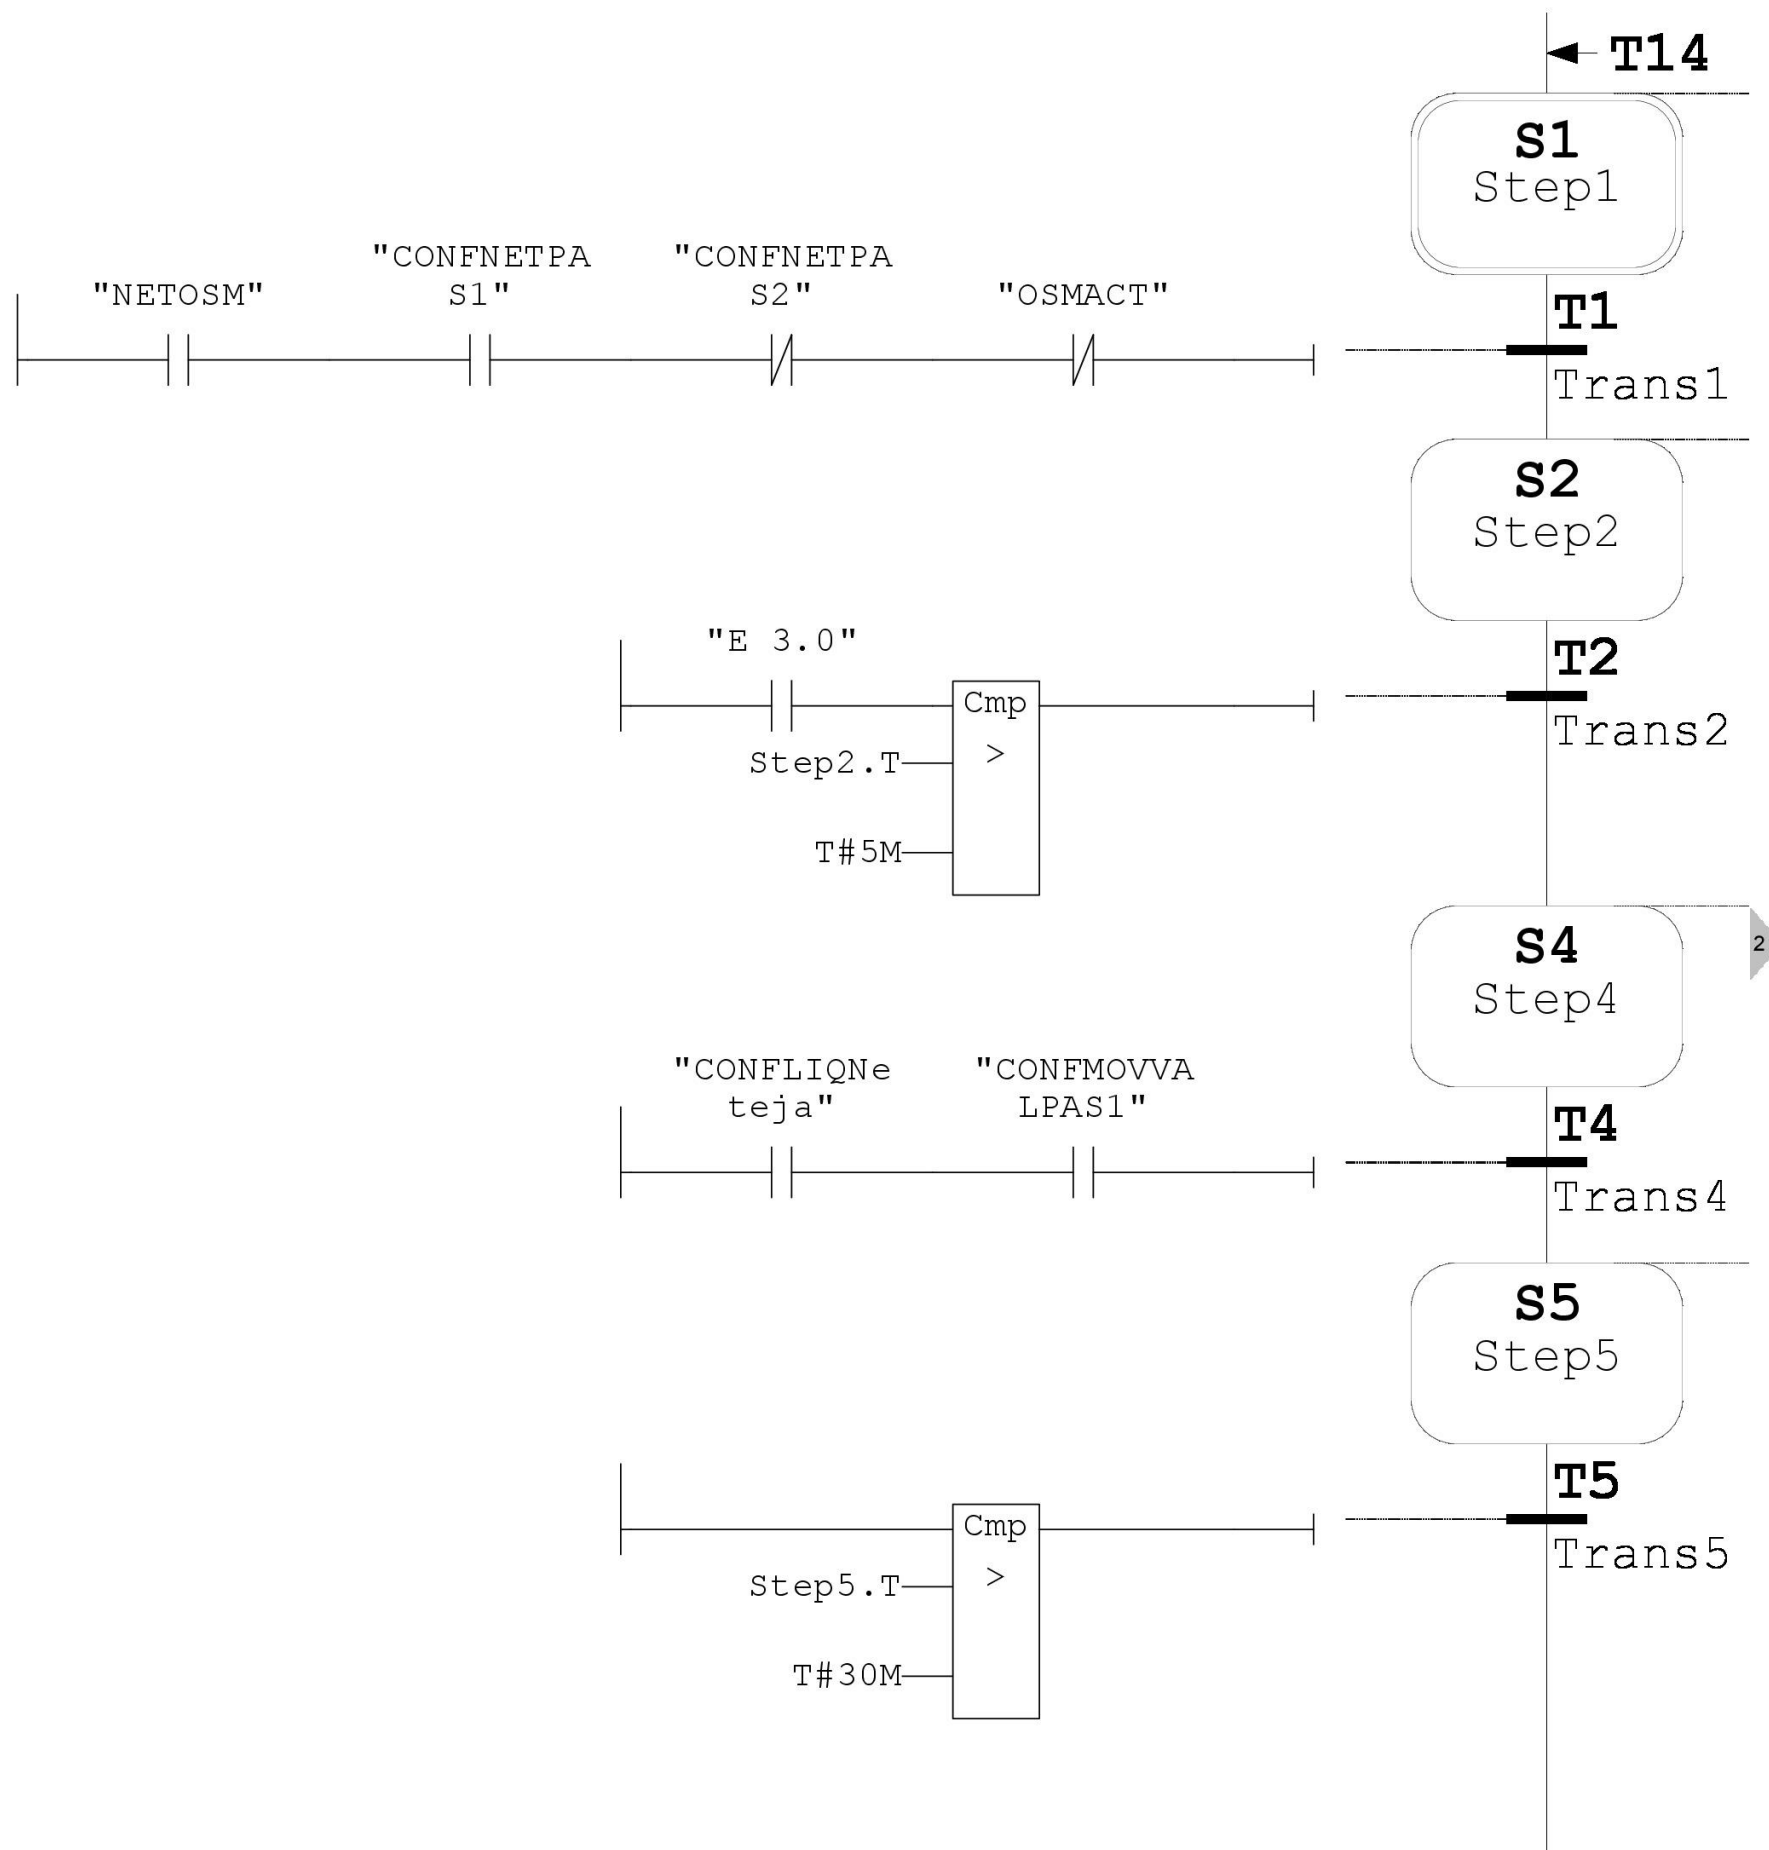 T14
S1
Step1
"NETOSM"
"CONFNETPA
S1"
"CONFNETPA
S2"
"OSMACT"
T1
Trans1
S2
Step2
"E 3.0"
Cmp
>
Step2.T
T#5M
T2
Trans2
S4
Step4
2
"CONFLIQNe
teja"
"CONFMOVVA
LPAS1"
T4
Trans4
S5
Step5
Cmp
>
Step5.T
T#30M
T5
Trans5